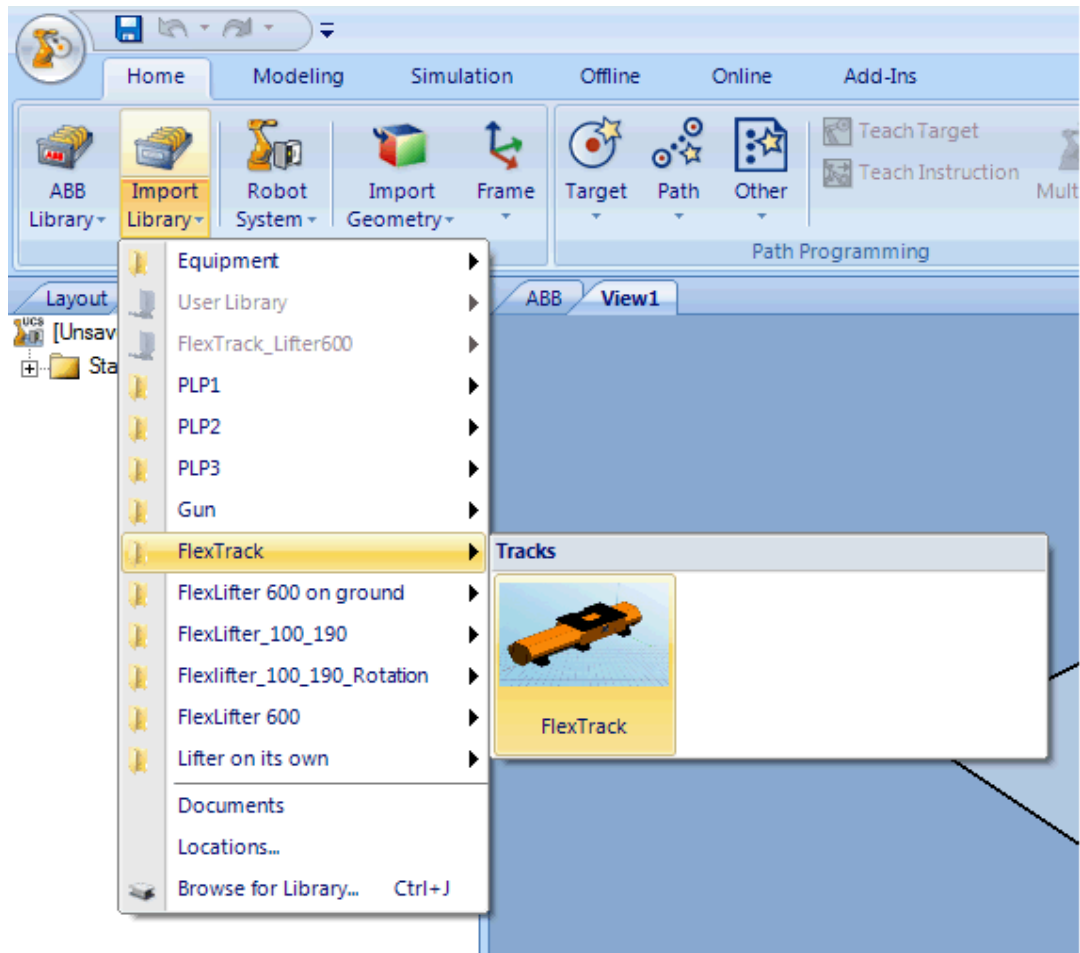 Home Modeling Simulation Offline Online Add-Ins
ABB Library
Import Library
Robot System
Import Geometry
Frame
Target
Path
Other
Teach Target
Teach Instruction
Path Programming
Layout
ABB
View1
UCS
Equipment
User Library
FlexTrack_Lifter600
PLP1
PLP2
PLP3
Gun
FlexTrack
Tracks
FlexTrack
FlexLifter 600 on ground
FlexLifter_100_190
Flexlifter_100_190_Rotation
FlexLifter 600
Lifter on its own
Documents
Locations...
Browse for Library... Ctrl+J